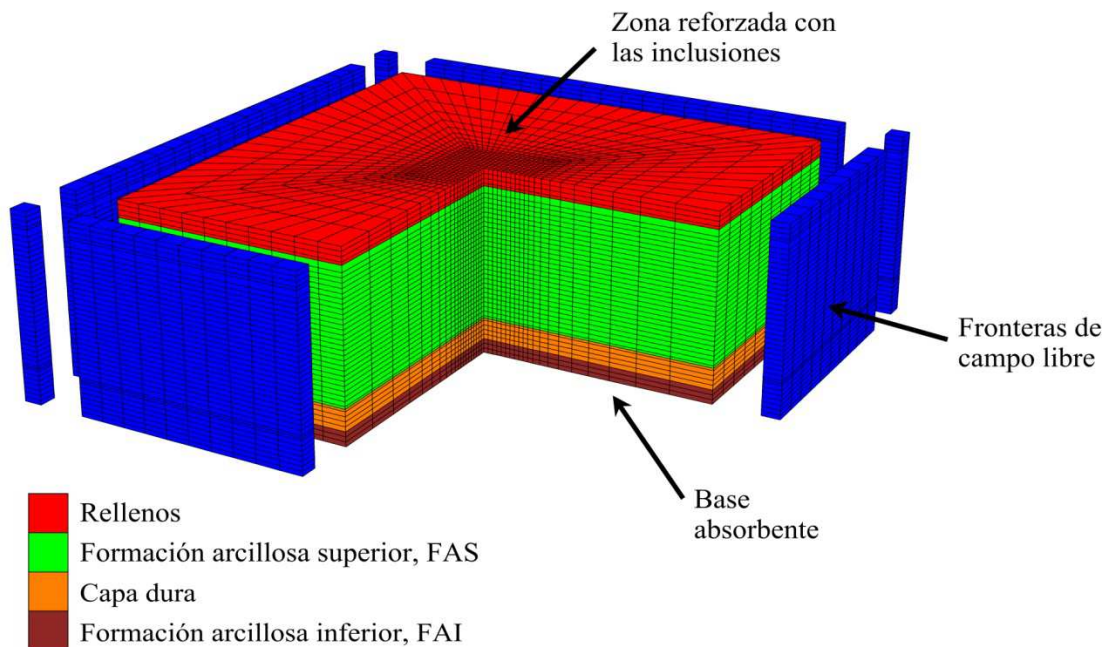 Zona reforzada con
las inclusiones
Fronteras de
campo libre
Base
absorbente
Rellenos
Formación arcillosa superior, FAS
Capa dura
Formación arcillosa inferior, FAI